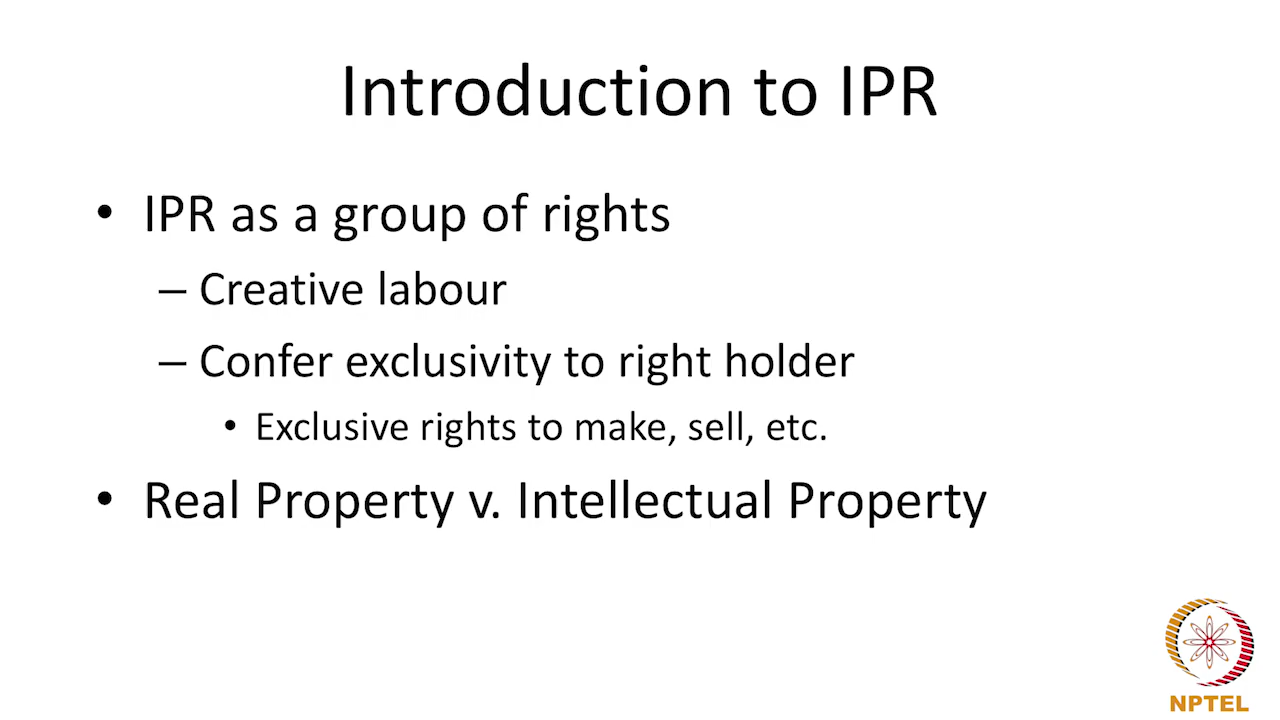 Introduction to IPR
• IPR as a group of rights
– Creative labour
– Confer exclusivity to right holder
• Exclusive rights to make, sell, etc.
• Real Property v. Intellectual Property
NPTEL